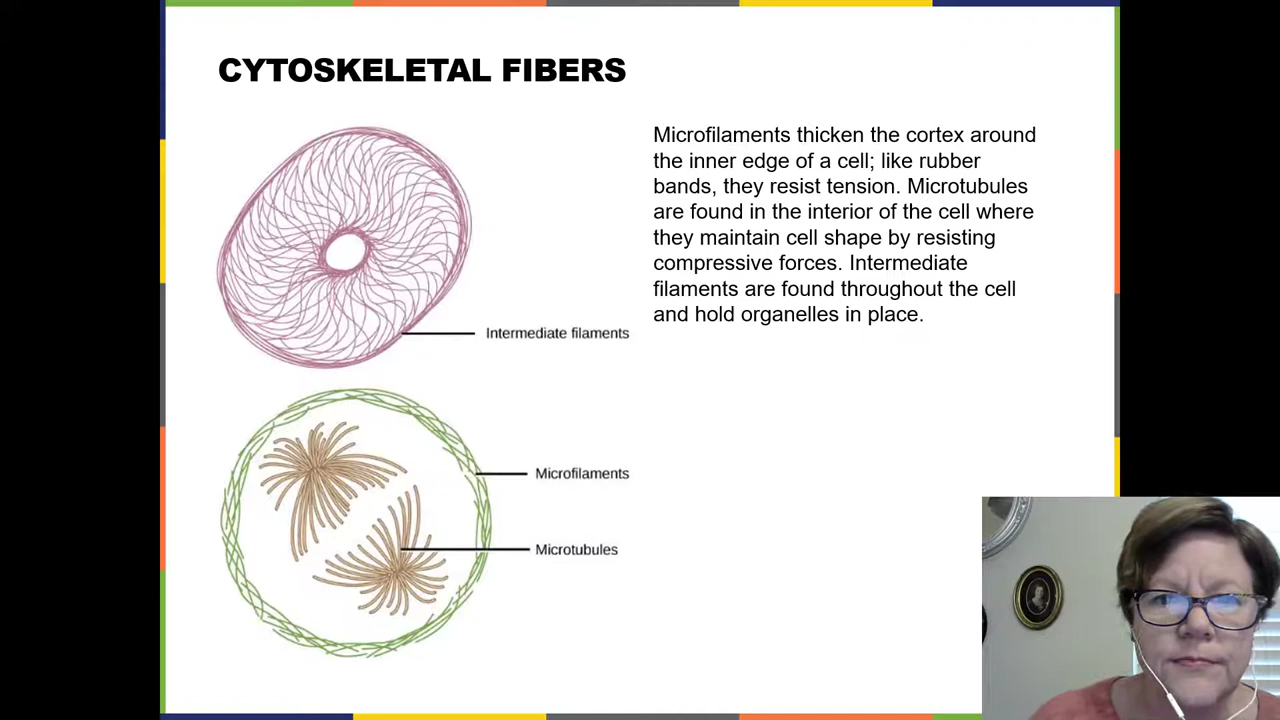 CYTOSKELETAL FIBERS
Microfilaments thicken the cortex around
the inner edge of a cell; like rubber
bands, they resist tension. Microtubules
are found in the interior of the cell where
they maintain cell shape by resisting
compressive forces. Intermediate
filaments are found throughout the cell
and hold organelles in place.
Intermediate filaments
Microfilaments
Microtubules